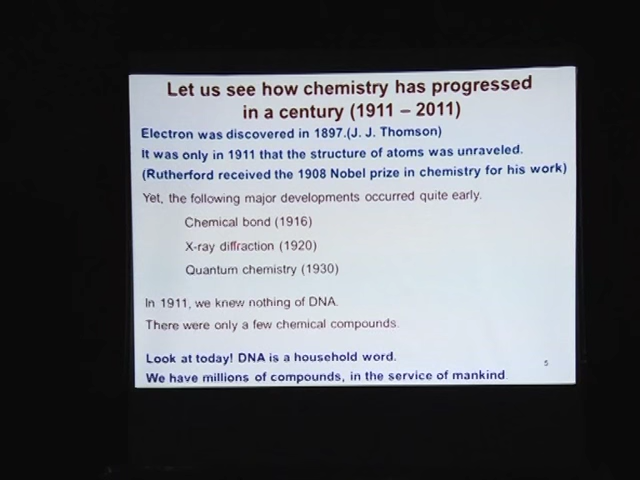 Let us see how chemistry has progressed
in a century (1911 – 2011)
Electron was discovered in 1897.(J. J. Thomson)
It was only in 1911 that the structure of atoms was unraveled.
(Rutherford received the 1908 Nobel prize in chemistry for his work)
Yet, the following major developments occurred quite early.
Chemical bond (1916)
X-ray diffraction (1920)
Quantum chemistry (1930)
In 1911, we knew nothing of DNA.
There were only a few chemical compounds.
Look at today! DNA is a household word.
5
We have millions of compounds, in the service of mankind